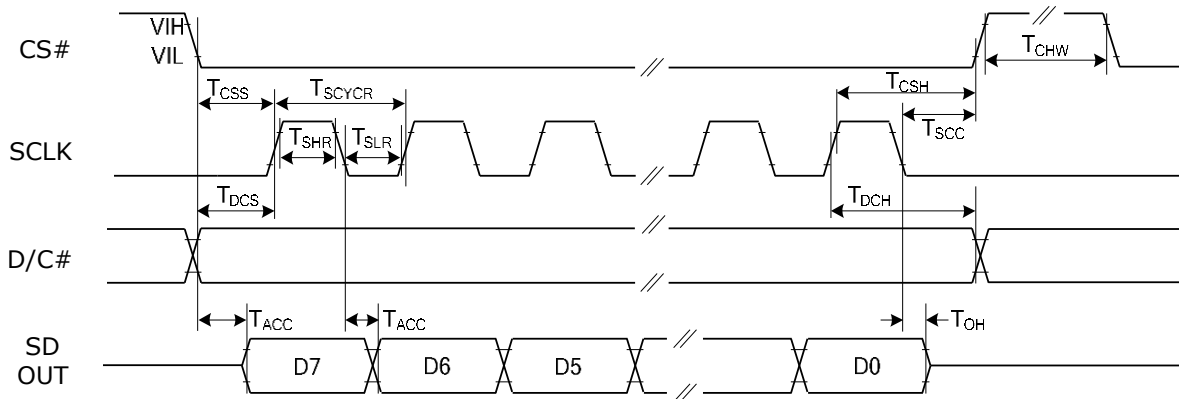 CS#
VIH
VIL
TCHW
TCSS
TSCYCR
TCSH
TSCC
SCLK
TSHR
TSLR
TDCS
TDCH
D/C#
TACC
TACC
TOH
SD
OUT
D7
D6
D5
D0